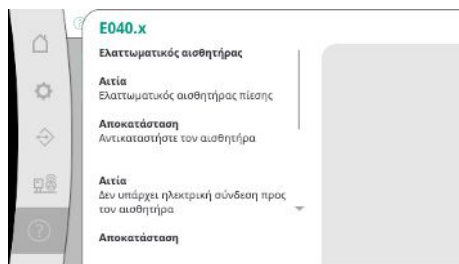 E040.x
Ελαττωματικός αισθητήρας
Αιτία
Ελαττωματικός αισθητήρας πίεσης
Αποκατάσταση
Αντικαταστήστε τον αισθητήρα
Αιτία
Δεν υπάρχει ηλεκτρική σύνδεση προς
τον αισθητήρα
Αποκατάσταση